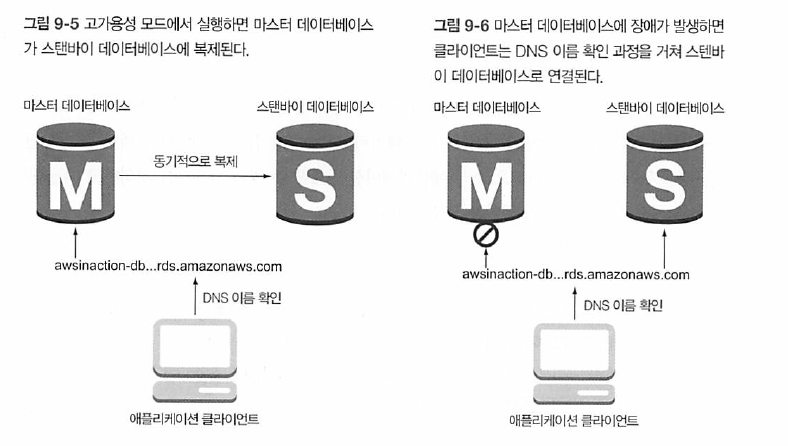 그림 9-5 고가용성 모드에서 실행하면 마스터 데이터베이스
가 스탠바이 데이터베이스에 복제된다.
마스터 데이터베이스
스탠바이 데이터베이스
M
동기적으로 복제
S
awsinaction-db...rds.amazonaws.com
DNS 이름 확인
애플리케이션 클라이언트
그림 9-6 마스터 데이터베이스에 장애가 발생하면
클라이언트는 DNS 이름 확인 과정을 거쳐 스텐바
이 데이터베이스로 연결된다.
마스터 데이터베이스
스탠바이 데이터베이스
M
S
awsinaction-db...rds.amazonaws.com
DNS 이름 확인
애플리케이션 클라이언트